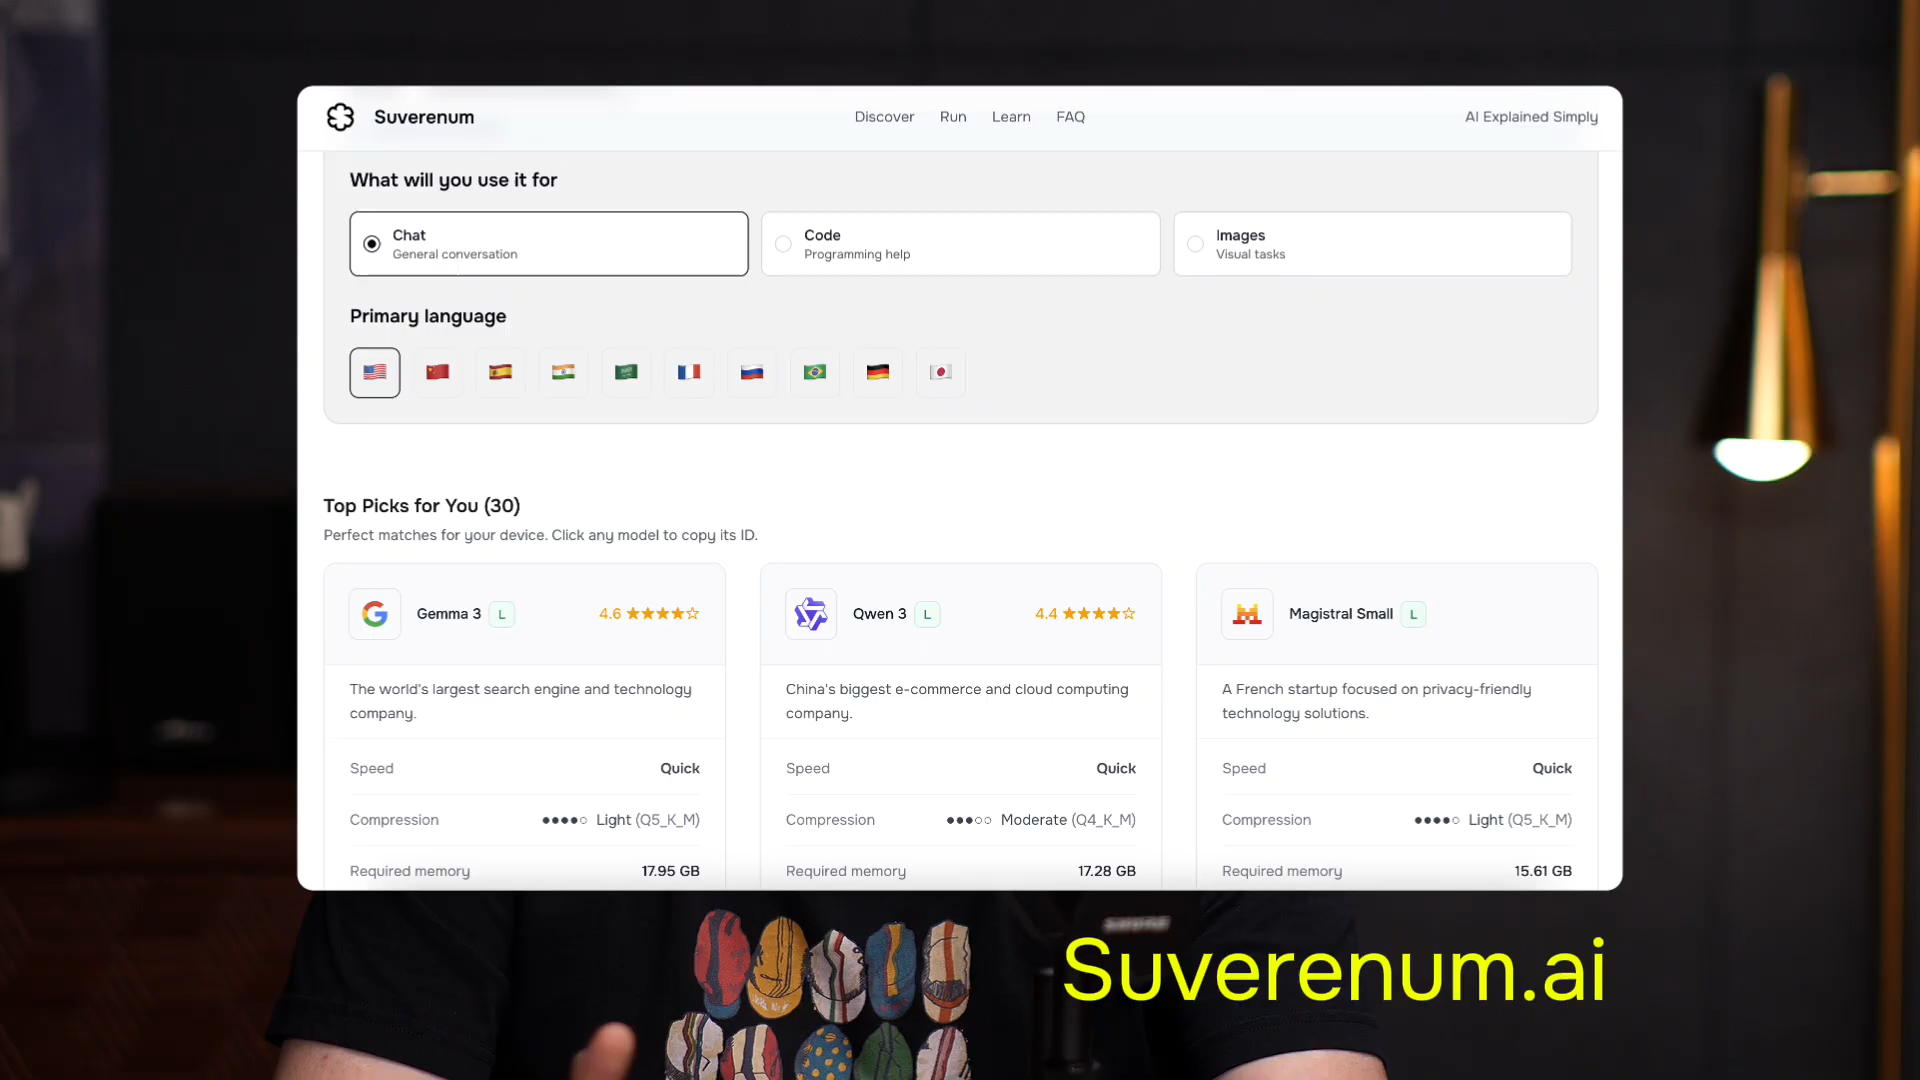 Suverenum
Discover Run Learn FAQ
AI Explained Simply
What will you use it for
Chat
General conversation
Code
Programming help
Images
Visual tasks
Primary language
Top Picks for You (30)
Perfect matches for your device. Click any model to copy its ID.
Gemma 3 L 4.6 ★★★★☆
The world's largest search engine and technology
company.
Speed Quick
Compression ●●●●○ Light (Q5_K_M)
Required memory 17.95 GB
Qwen 3 L 4.4 ★★★★☆
China's biggest e-commerce and cloud computing
company.
Speed Quick
Compression ●●●○○ Moderate (Q4_K_M)
Required memory 17.28 GB
Magistral Small L
A French startup focused on privacy-friendly
technology solutions.
Speed Quick
Compression ●●●●○ Light (Q5_K_M)
Required memory 15.61 GB
SHURE
Suverenum.ai